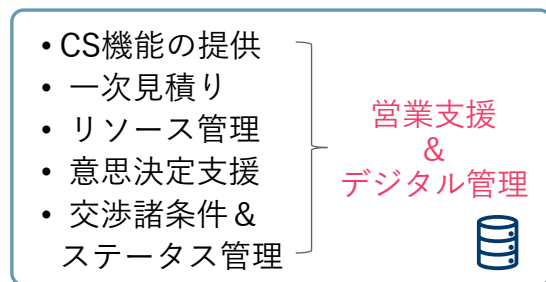 • CS機能の提供
• 一次見積り
• リソース管理
• 意思決定支援
• 交渉諸条件＆
ステータス管理
営業支援
&
デジタル管理